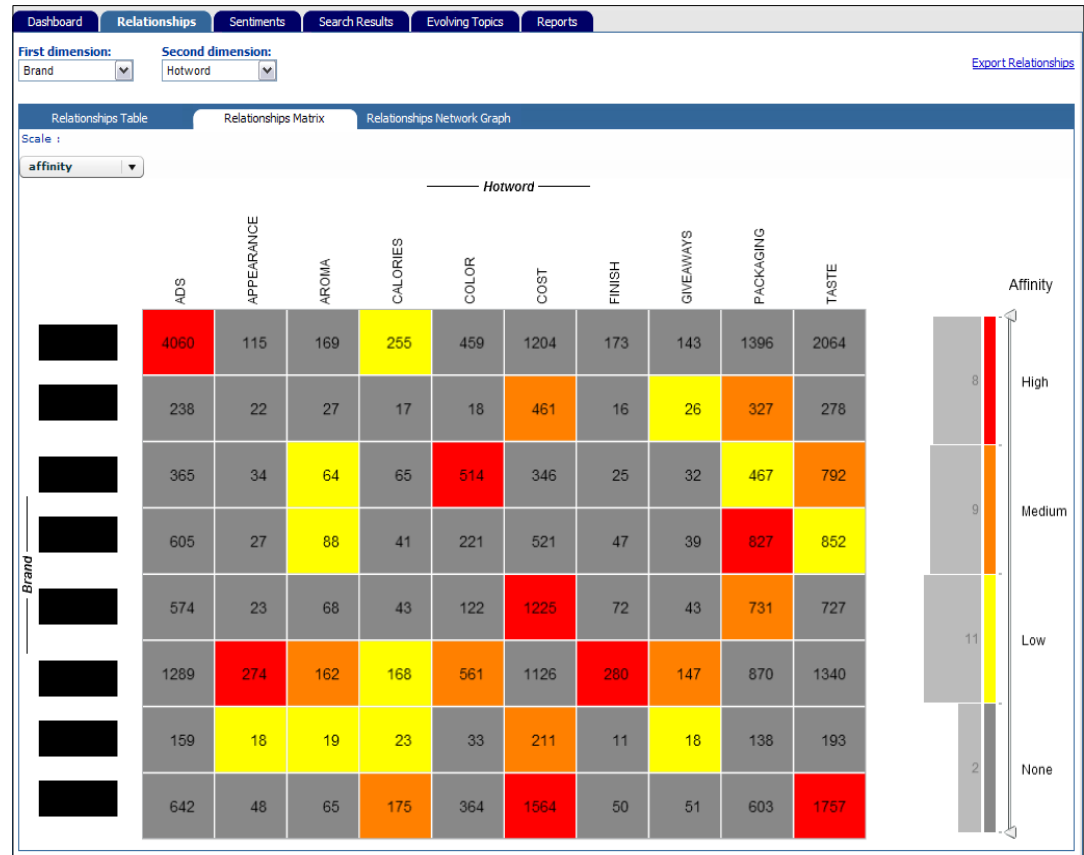 Dashboard Relationships Sentiments Search Results Evolving Topics Reports
First dimension: Second dimension:
Brand Hotword Export Relationships
Relationships Table Relationships Matrix Relationships Network Graph
Scale :
affinity
Hotword
ADS APPEARANCE AROMA CALORIES COLOR COST FINISH GIVEAWAYS PACKAGING TASTE Affinity
4060 115 169 255 459 1204 173 143 1396 2064
8 High
238 22 27 17 18 461 16 26 327 278
365 34 64 65 514 346 25 32 467 792
9 Medium
605 27 88 41 221 521 47 39 827 852
Brand
574 23 68 43 122 1225 72 43 731 727
11 Low
1289 274 162 168 561 1126 280 147 870 1340
159 18 19 23 33 211 11 18 138 193
2 None
642 48 65 175 364 1564 50 51 603 1757